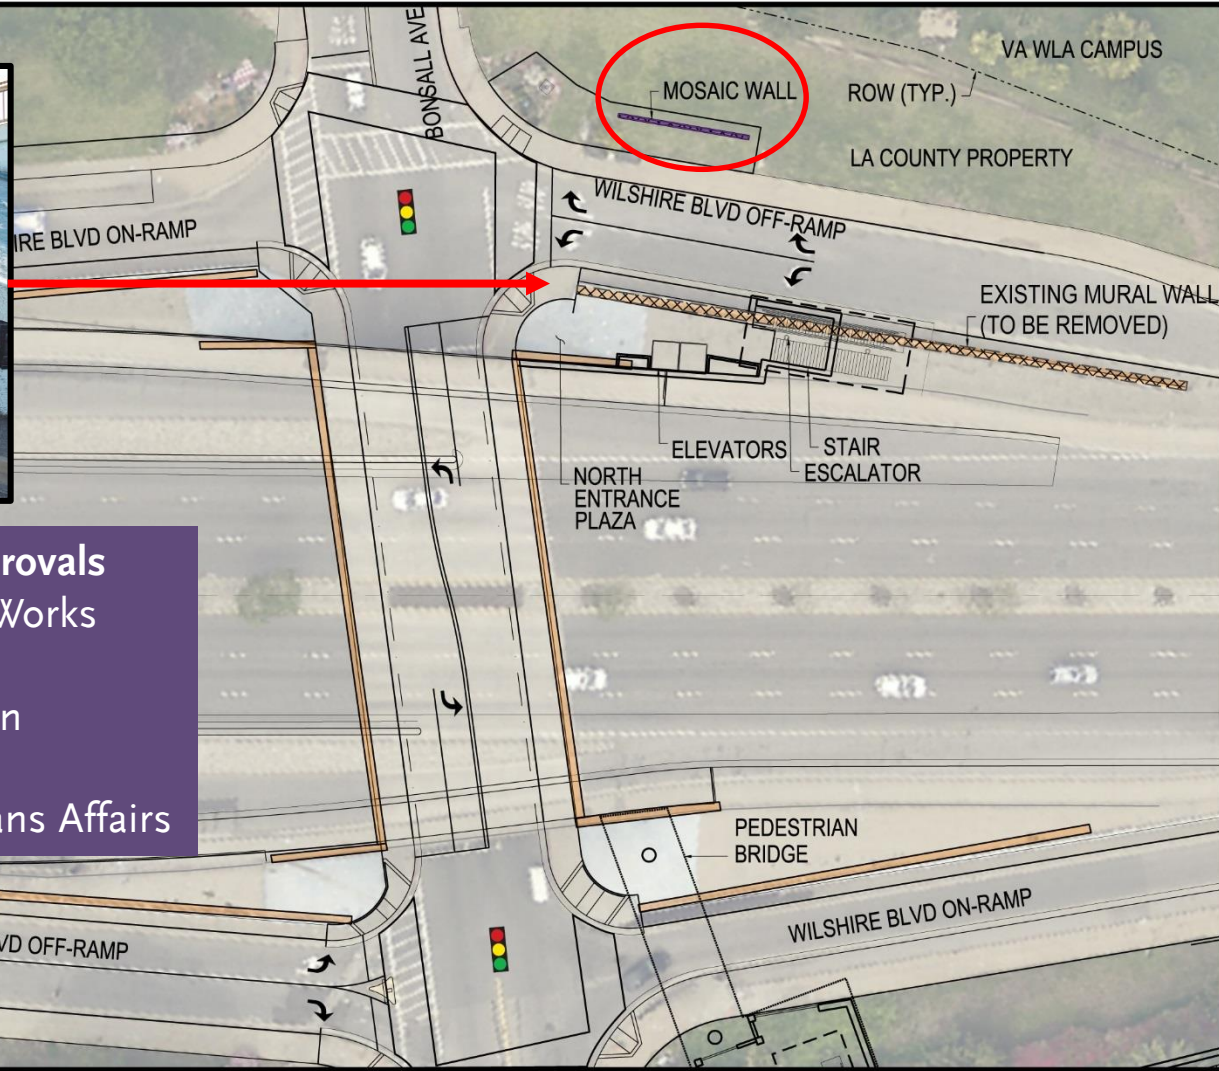 BONSALL AVE
MOSAIC WALL
VA WLA CAMPUS
ROW (TYP.)
LA COUNTY PROPERTY
WILSHIRE BLVD OFF-RAMP
IRE BLVD ON-RAMP
EXISTING MURAL WALL
(TO BE REMOVED)
ELEVATORS
STAIR
ESCALATOR
NORTH
ENTRANCE
PLAZA
rovals
Works
n
ans Affairs
PEDESTRIAN
BRIDGE
WILSHIRE BLVD ON-RAMP
VD OFF-RAMP